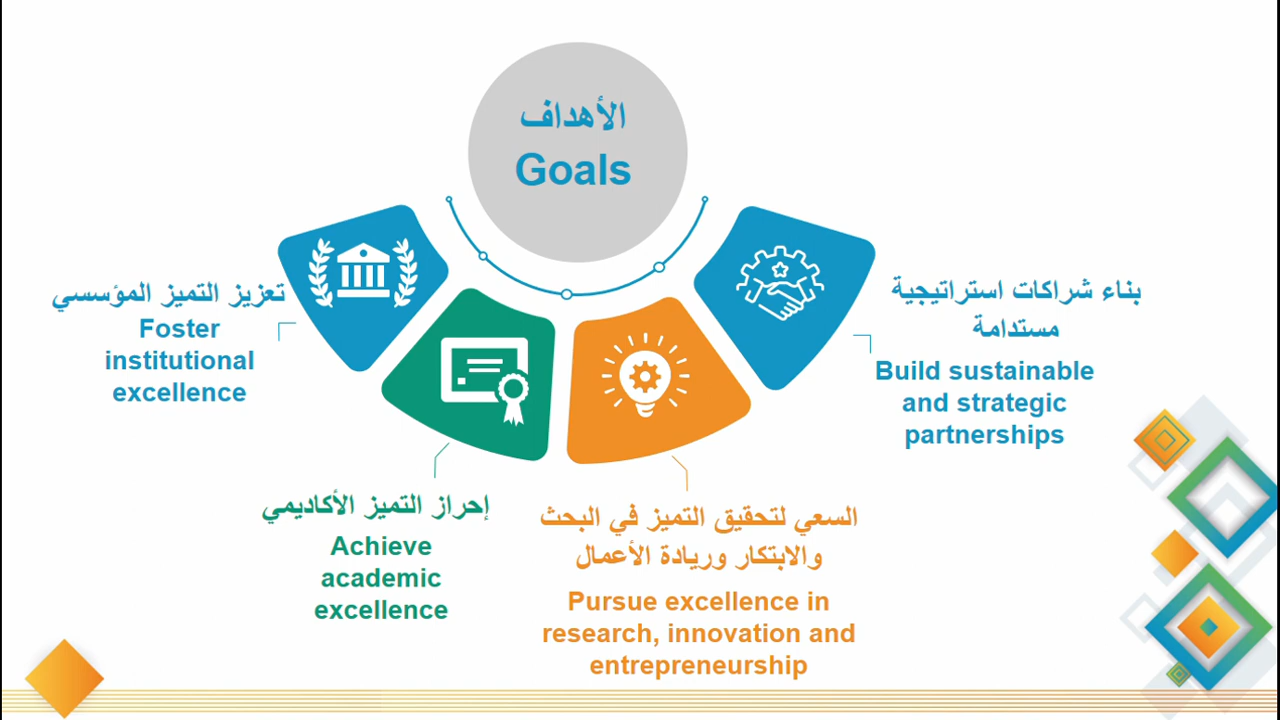 الأهداف
Goals
تعزيز التميز المؤسسي
Foster
institutional
excellence
إحراز التميز الأكاديمي
Achieve
academic
excellence
السعي لتحقيق التميز في البحث
والابتكار وريادة الأعمال
Pursue excellence in
research, innovation and
entrepreneurship
بناء شراكات استراتيجية
مستدامة
Build sustainable
and strategic
partnerships